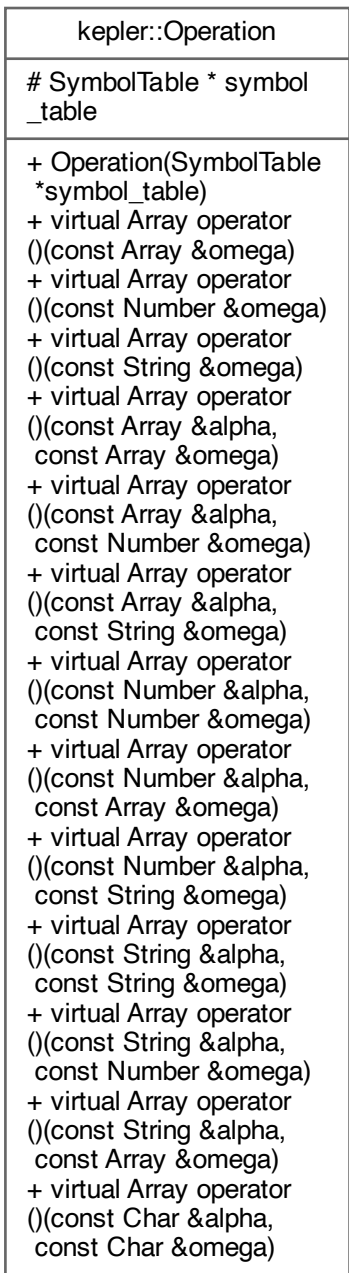 kepler::Operation
# SymbolTable * symbol
_table
+ Operation(SymbolTable
*symbol_table)
+ virtual Array operator
()(const Array &omega)
+ virtual Array operator
()(const Number &omega)
+ virtual Array operator
()(const String &omega)
+ virtual Array operator
()(const Array &alpha,
const Array &omega)
+ virtual Array operator
()(const Array &alpha,
const Number &omega)
+ virtual Array operator
()(const Array &alpha,
const String &omega)
+ virtual Array operator
()(const Number &alpha,
const Number &omega)
+ virtual Array operator
()(const Number &alpha,
const Array &omega)
+ virtual Array operator
()(const Number &alpha,
const String &omega)
+ virtual Array operator
()(const String &alpha,
const String &omega)
+ virtual Array operator
()(const String &alpha,
const Number &omega)
+ virtual Array operator
()(const String &alpha,
const Array &omega)
+ virtual Array operator
()(const Char &alpha,
const Char &omega)